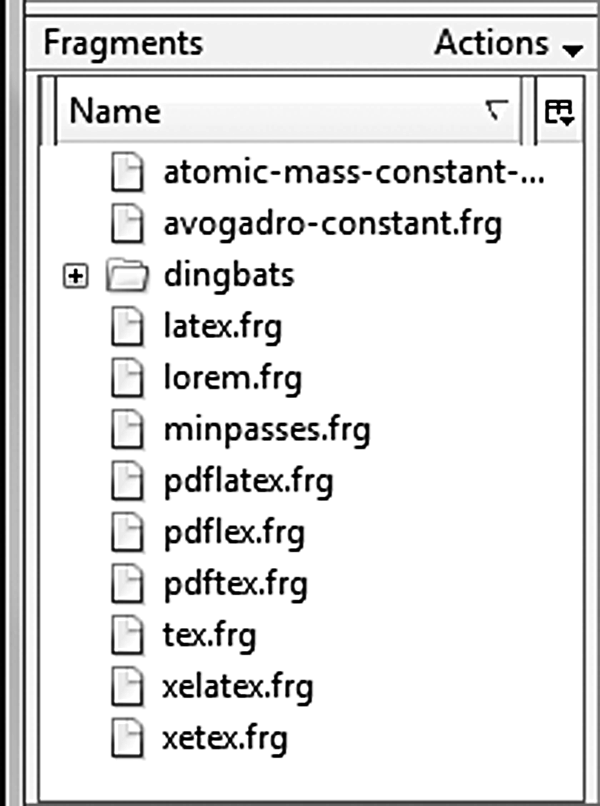 Fragments Actions
Name
atomic-mass-constant-...
avogadro-constant.frg
dingbats
latex.frg
lorem.frg
minpasses.frg
pdflatex.frg
pdflex.frg
pdftex.frg
tex.frg
xelatex.frg
xetex.frg